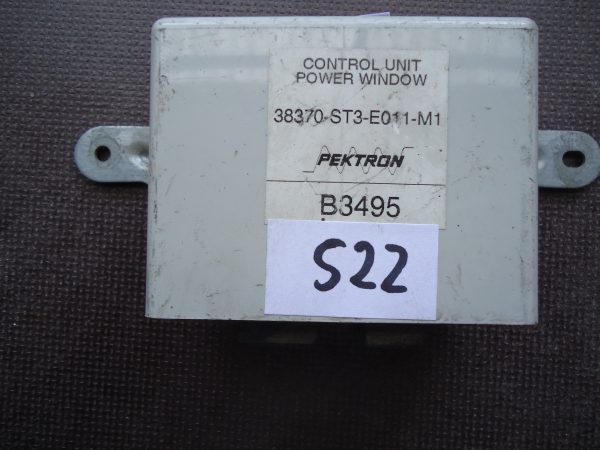 CONTROL UNIT
POWER WINDOW
38370-ST3-E011-M1
PEKTRON
B3495
S22